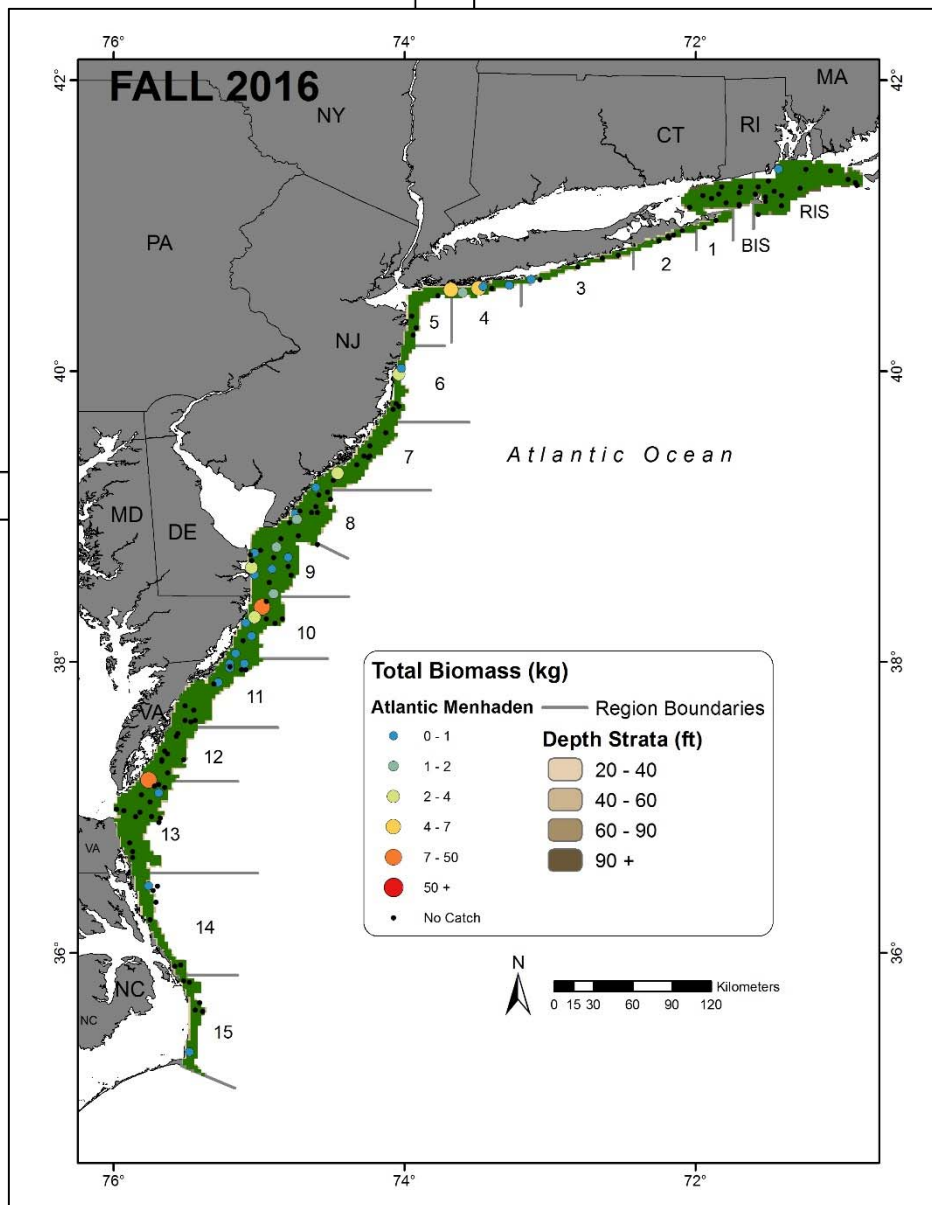 76°
74°
72°
42°
42°
FALL 2016
NY
MA
CT
RI
PA
RIS
BIS
1
2
3
4
5
NJ
40°
40°
6
Atlantic Ocean
7
MD
DE
8
9
10
38°
38°
11
VA
12
13
VA
14
36°
36°
NC
NC
15
Total Biomass (kg)
Atlantic Menhaden
0 - 1
1 - 2
2 - 4
4 - 7
7 - 50
50 +
No Catch
Region Boundaries
Depth Strata (ft)
20 - 40
40 - 60
60 - 90
90 +
N
Kilometers
0 15 30 60 90 120
76°
74°
72°